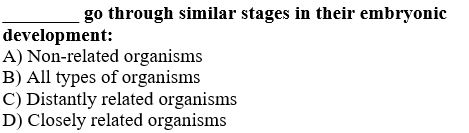 ________ go through similar stages in their embryonic
development:
A) Non-related organisms
B) All types of organisms
C) Distantly related organisms
D) Closely related organisms